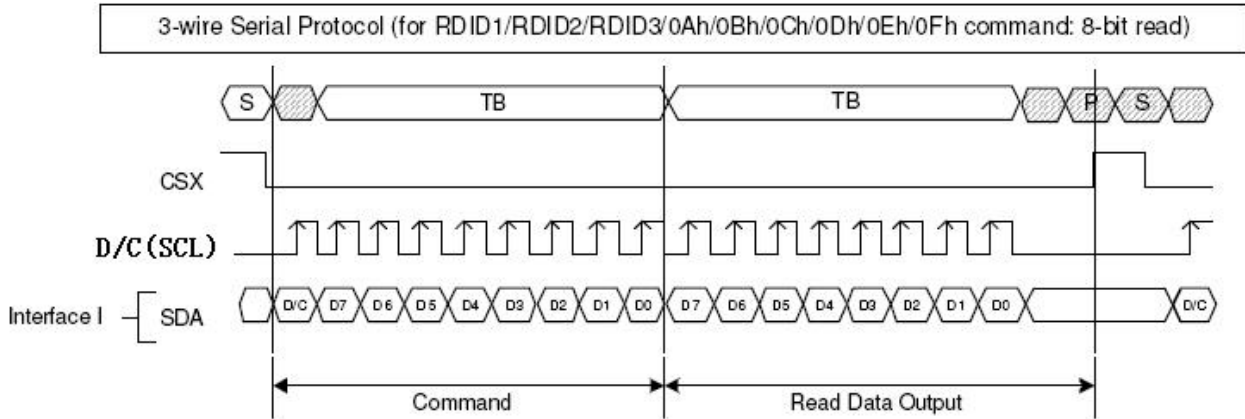 3-wire Serial Protocol (for RDID1/RDID2/RDID3/0Ah/0Bh/0Ch/0Dh/0Eh/0Fh command: 8-bit read)
S TB TB P S
CSX
D/C(SCL)
Interface I SDA D/C D7 D6 D5 D4 D3 D2 D1 D0 D7 D6 D5 D4 D3 D2 D1 D0 D/C
Command Read Data Output